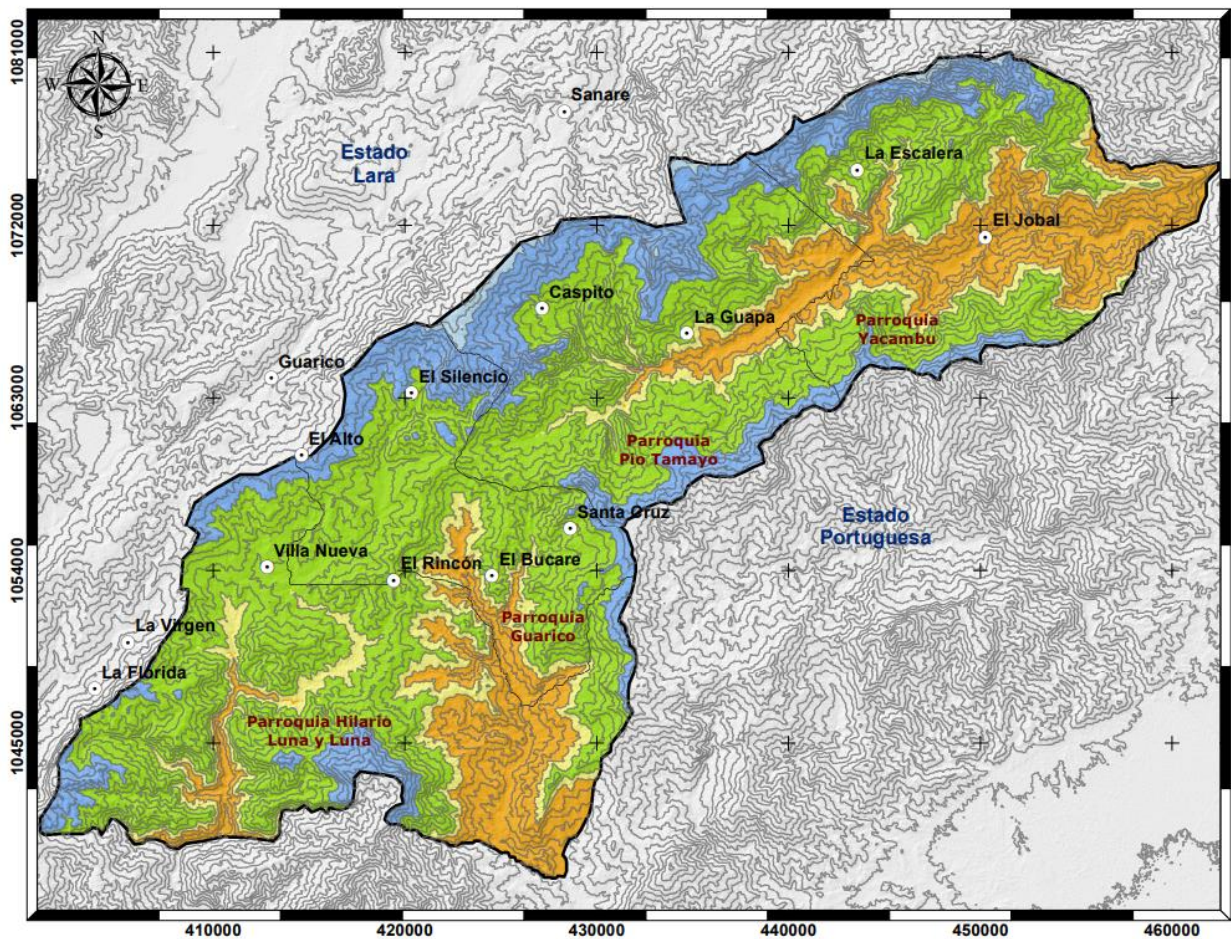 N
W E
S
Sanare
Estado
Lara
La Escalera
El Jobal
Caspito
La Guapa
Parroquia
Yacambu
Guarico
El Silencio
El Alto
Parroquia
Pio Tamayo
Santa Cruz
Estado
Portuguesa
Villa Nueva
El Rincón
El Bucare
La Virgen
Parroquia
Guarico
La Florida
Parroquia Hilario
Luna y Luna
1081000
1072000
1063000
1054000
1045000
410000 420000 430000 440000 450000 460000